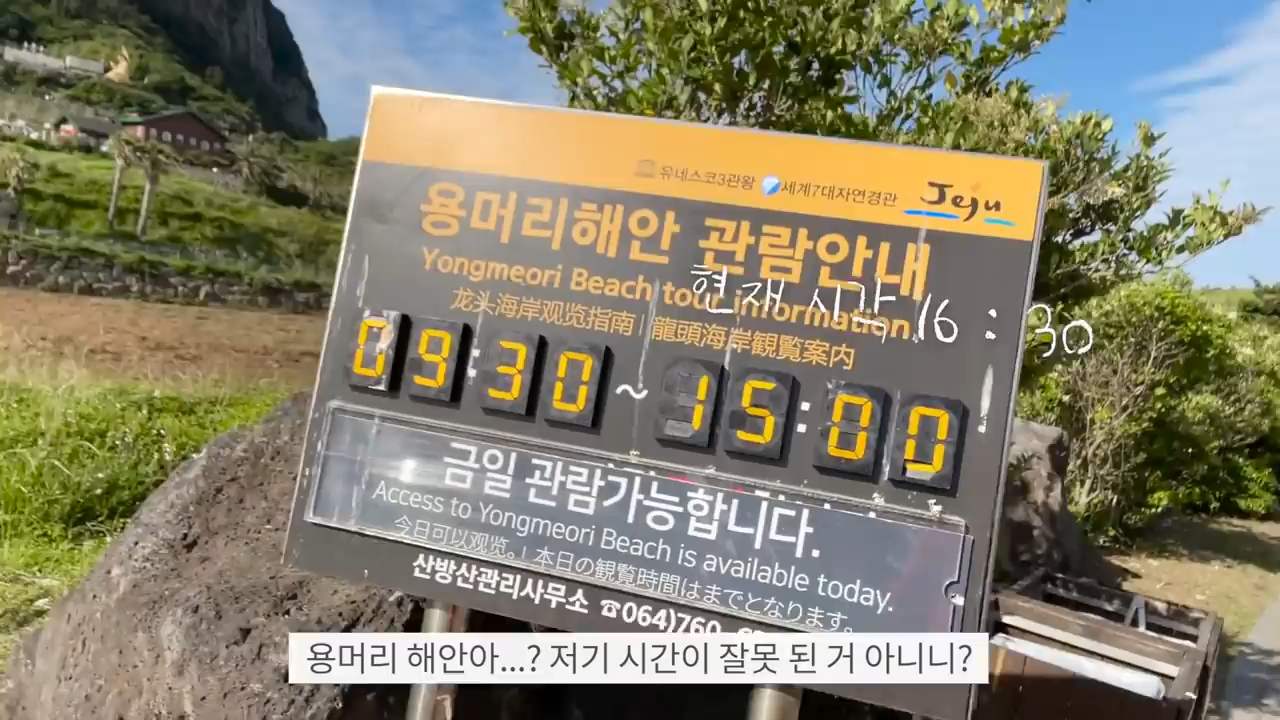 유네스코3관왕 세계7대자연경관 Jeju
용머리해안 관람안내
Yongmeori Beach tour information
현재 시각 16 : 30
龙头海岸观览指南 | 龍頭海岸観覧案内
09:30 ~ 15:00
금일 관람가능합니다.
Access to Yongmeori Beach is available today.
今日可以观览。 | 本日の観覧時間はまでとなります。
산방산관리사무소 ☎064)760-
용머리 해안아...? 저기 시간이 잘못 된 거 아니니?